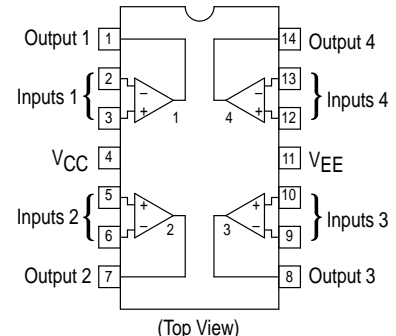 Output 1 1 14 Output 4
2 − − 13
Inputs 1 { } Inputs 4
3 + 1 4 + 12
VCC 4 11 VEE
5 + + 10
Inputs 2 { 2 3 } Inputs 3
6 − − 9
Output 2 7 8 Output 3
(Top View)